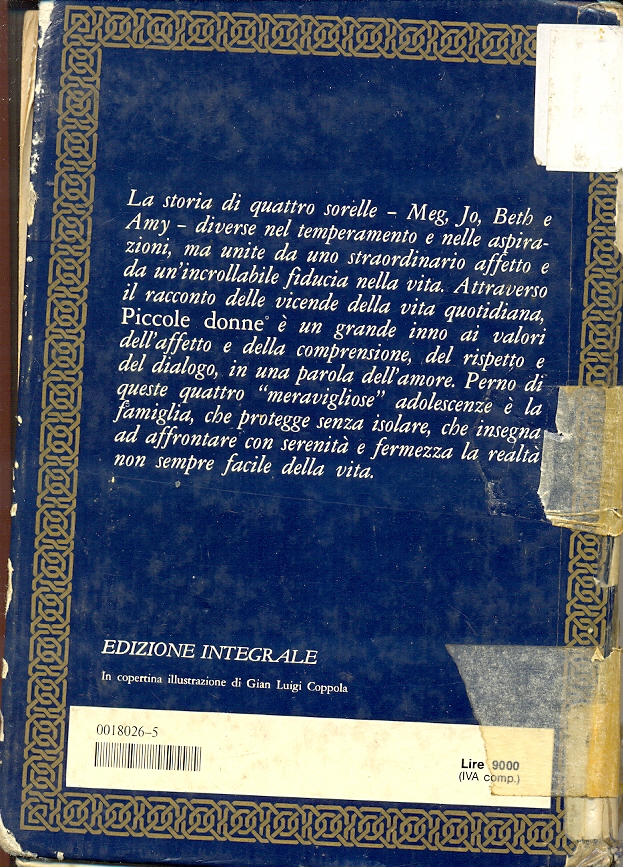 La storia di quattro sorelle – Meg, Jo, Beth e
Amy – diverse nel temperamento e nelle aspira-
zioni, ma unite da uno straordinario affetto e
da un'incrollabile fiducia nella vita. Attraverso
il racconto delle vicende della vita quotidiana,
Piccole donne è un grande inno ai valori
dell'affetto e della comprensione, del rispetto e
del dialogo, in una parola dell'amore. Perno di
queste quattro “meravigliose” adolescenze è la
famiglia, che protegge senza isolare, che insegna
ad affrontare con serenità e fermezza la realtà
non sempre facile della vita.
EDIZIONE INTEGRALE
In copertina illustrazione di Gian Luigi Coppola
0018026-5
Lire 9000
(IVA comp.)